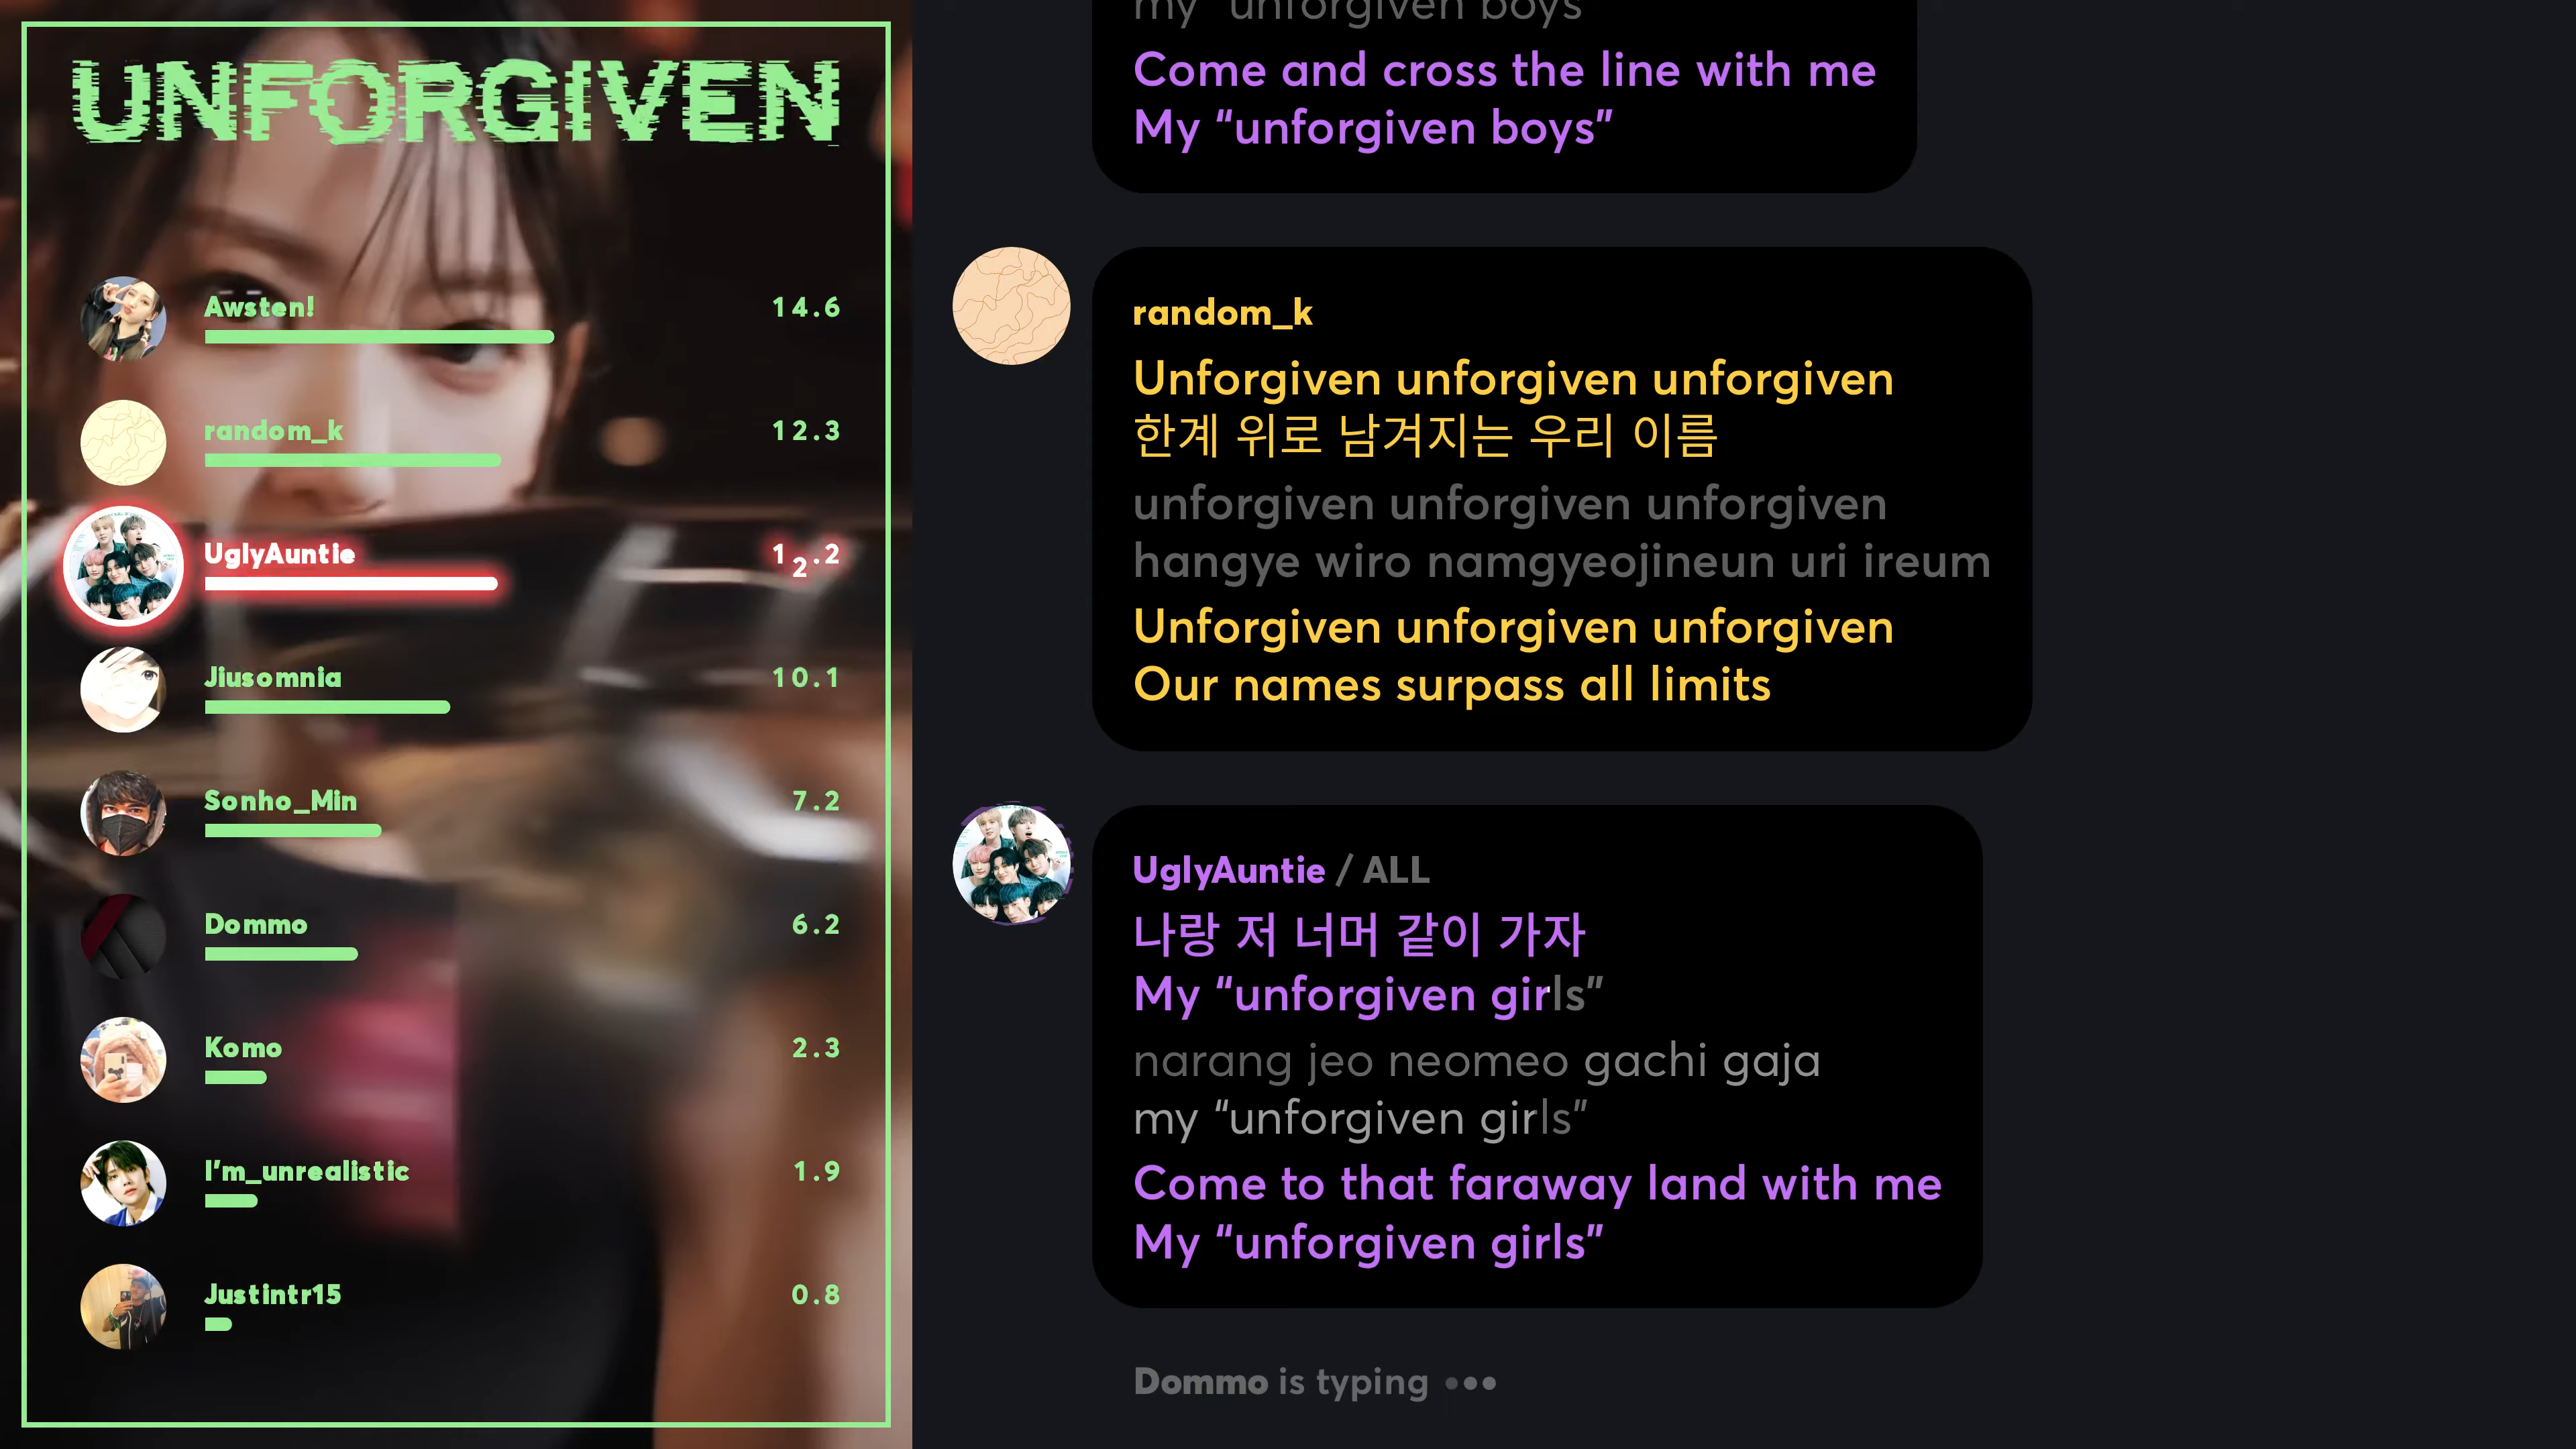 UNFORGIVEN
Awsten!
14.6
random_k
12.3
UglyAuntie
12.2
Jiusomnia
10.1
Sonho_Min
7.2
Dommo
6.2
Komo
2.3
I'm_unrealistic
1.9
Justintr15
0.8
my “unforgiven boys”
Come and cross the line with me
My “unforgiven boys”
random_k
Unforgiven unforgiven unforgiven
한계 위로 남겨지는 우리 이름
unforgiven unforgiven unforgiven
hangye wiro namgyeojineun uri ireum
Unforgiven unforgiven unforgiven
Our names surpass all limits
UglyAuntie / ALL
나랑 저 너머 같이 가자
My “unforgiven girls”
narang jeo neomeo gachi gaja
my “unforgiven girls”
Come to that faraway land with me
My “unforgiven girls”
Dommo is typing •••